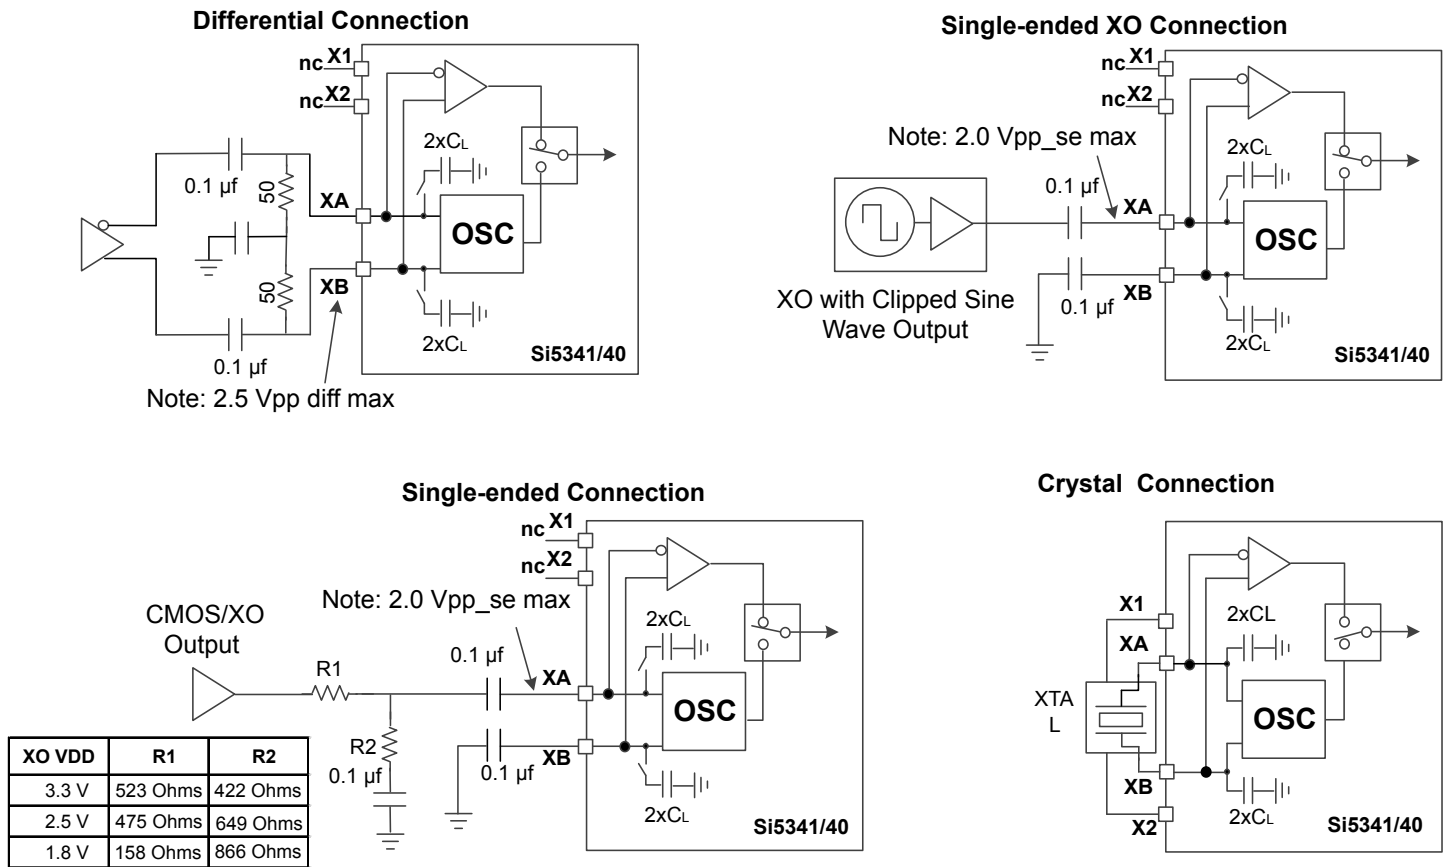 Differential Connection
nc X1
nc X2
2xCL
0.1 µf
50
XA
OSC
50
XB
2xCL
0.1 µf
Si5341/40
Note: 2.5 Vpp diff max
Single-ended XO Connection
nc X1
nc X2
Note: 2.0 Vpp_se max
2xCL
0.1 µf
XA
OSC
XB
0.1 µf
XO with Clipped Sine
Wave Output
2xCL
Si5341/40
Single-ended Connection
nc X1
nc X2
Note: 2.0 Vpp_se max
CMOS/XO
Output
2xCL
0.1 µf
R1
XA
OSC
R2
XB
0.1 µf
0.1 µf
2xCL
Si5341/40
XO VDD R1 R2
3.3 V 523 Ohms 422 Ohms
2.5 V 475 Ohms 649 Ohms
1.8 V 158 Ohms 866 Ohms
Crystal Connection
X1
2xCL
XA
XTA
L
OSC
XB
X2
2xCL
Si5341/40